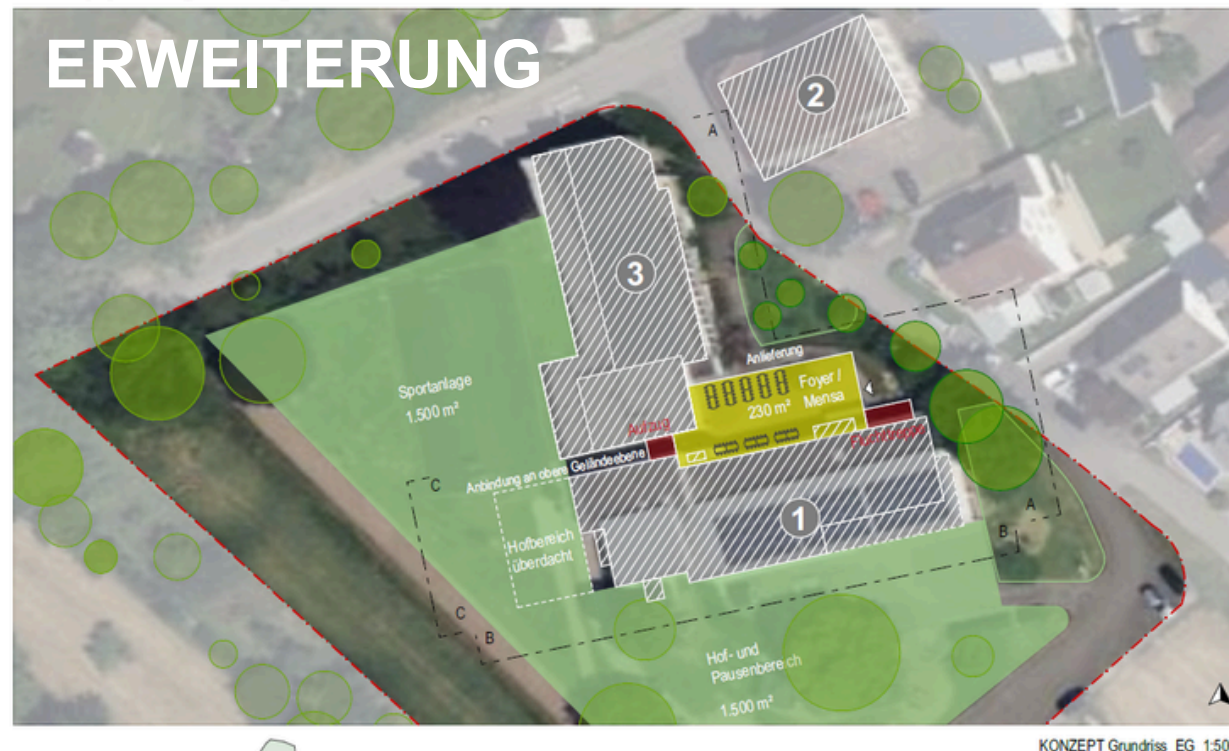 ERWEITERUNG
2
A
3
Anlieferung
Sportanlage
1.500 m²
Foyer /
230 m² Mensa
Aufzug
Fluchttreppe
Anbindung an obere Geländeebene
C
1
A
B
Hofbereich
überdacht
C
B
Hof- und
Pausenbereich
1.500 m²
KONZEPT Grundriss EG 1:50